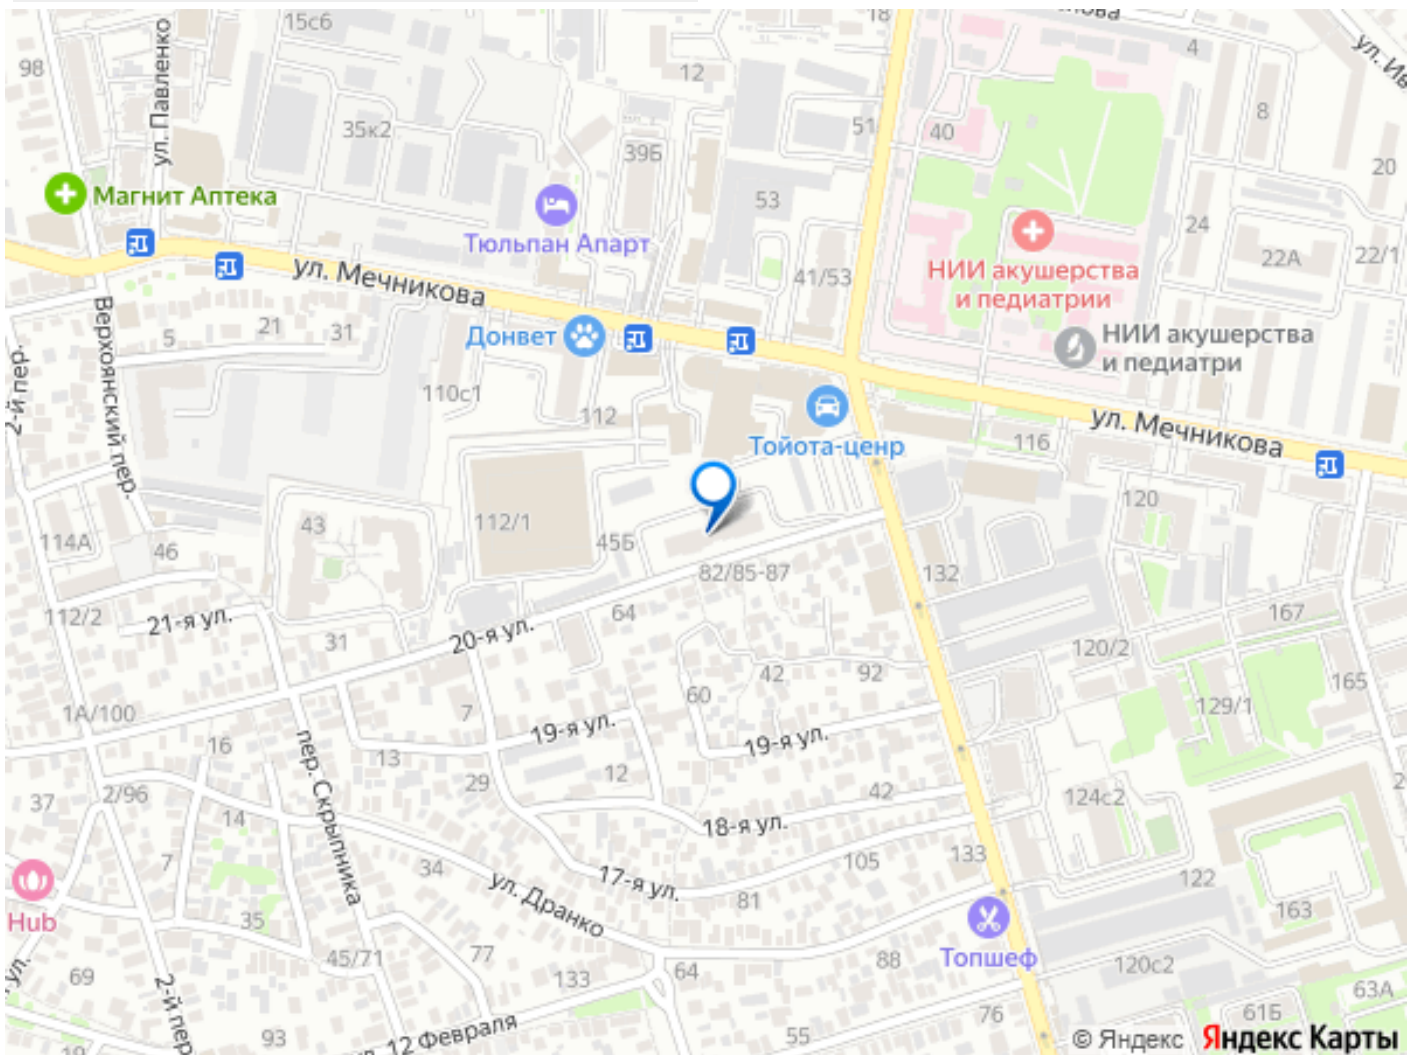 15с6
18
4
ул. Павленко
98
12
8
35к2
51
40
39Б
20
Магнит Аптека
53
24
Тюльпан Апарт
НИИ акушерства
и педиатрии
22А
22/1
ул. Мечникова
41/53
Верхоянский пер.
5
21
31
Донвет
НИИ акушерства
и педиатри
2-й пер.
110с1
112
Тойота-ценр
116
ул. Мечникова
120
43
112/1
45Б
114А
46
82/85-87
132
112/2
21-я ул.
64
167
31
20-я ул.
120/2
42
92
60
165
1А/100
7
129/1
16
пер. Скрыпника
19-я ул.
19-я ул.
13
29
12
42
124с2
37
2/96
14
18-я ул.
7
34
17-я ул.
105
133
122
ул. Дранко
81
163
Hub
35
Топшеф
45/71
77
88
120с2
69
133
64
63А
2-й пер.
76
61Б
93
12 Февраля
55
© Яндекс Яндекс Карты